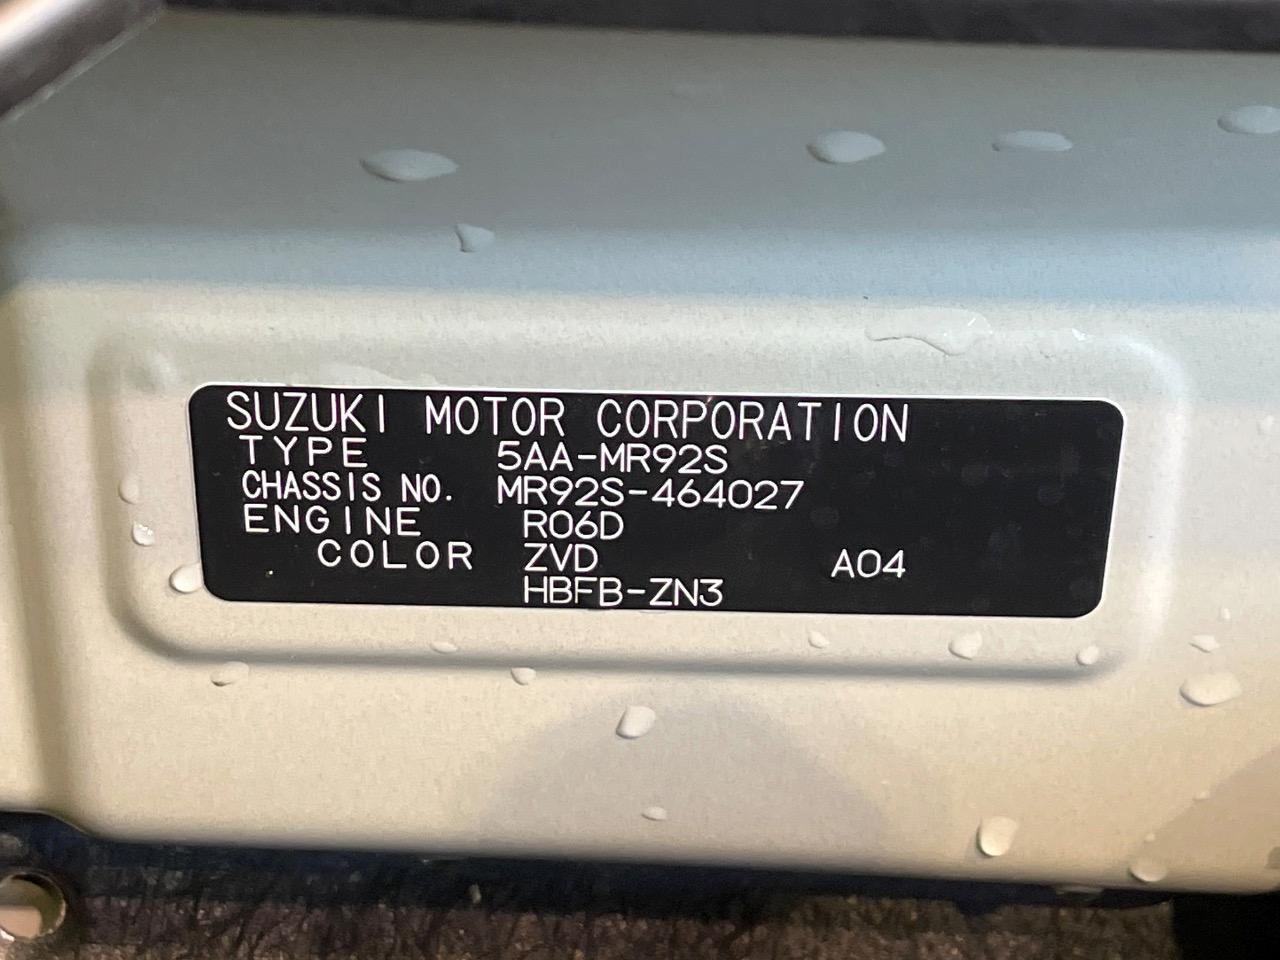 SUZUKI MOTOR CORPORATION
TYPE 5AA-MR92S
CHASSIS NO. MR92S-464027
ENGINE R06D
COLOR ZVD A04
HBFB-ZN3